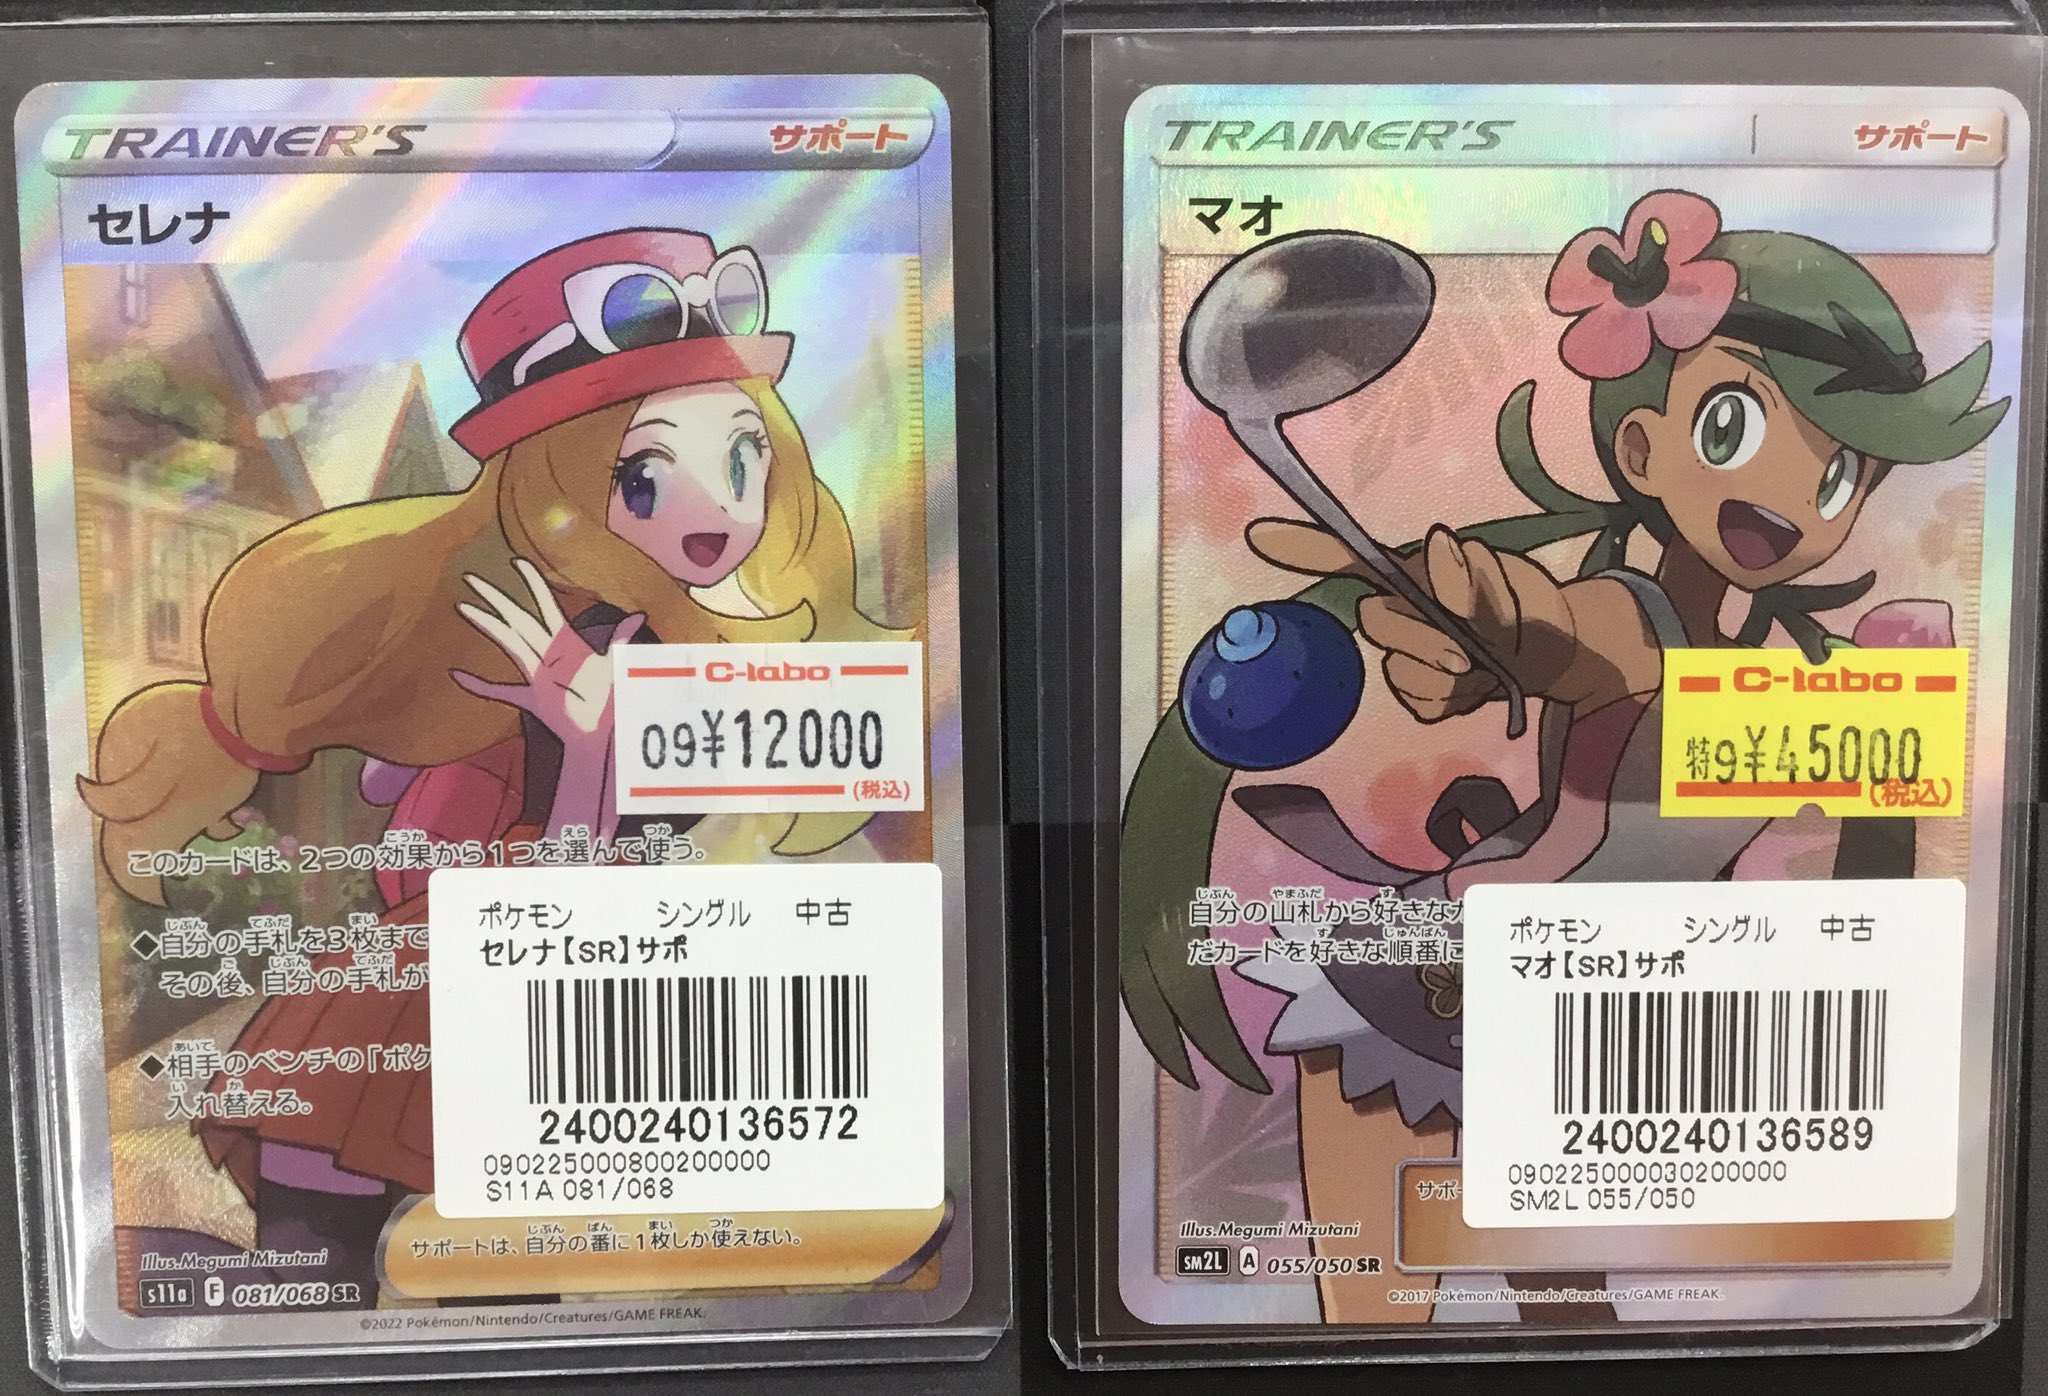 TRAINER'S サポート
セレナ
C-labo
09¥12000
(税込)
このカードは、2つの効果から1つを選んで使う。
◆自分の手札を3枚まで
その後、自分の手札が
◆相手のベンチの「ポケ
入れ替える。
ポケモン シングル 中古
セレナ【SR】サポ
2400240136572
090225000800200000
S11A 081/068
サポートは、自分の番に1枚しか使えない。
Illus.Megumi Mizutani
s11a F 081/068 SR
©2022 Pokémon/Nintendo/Creatures/GAME FREAK.
TRAINER'S サポート
マオ
C-labo
特9¥45000
(税込)
自分の山札から好きなカ
だカードを好きな順番に
ポケモン シングル 中古
マオ【SR】サポ
2400240136589
090225000030200000
SM2L 055/050
サポー
Illus.Megumi Mizutani
SM2L A 055/050 SR
©2017 Pokémon/Nintendo/Creatures/GAME FREAK.